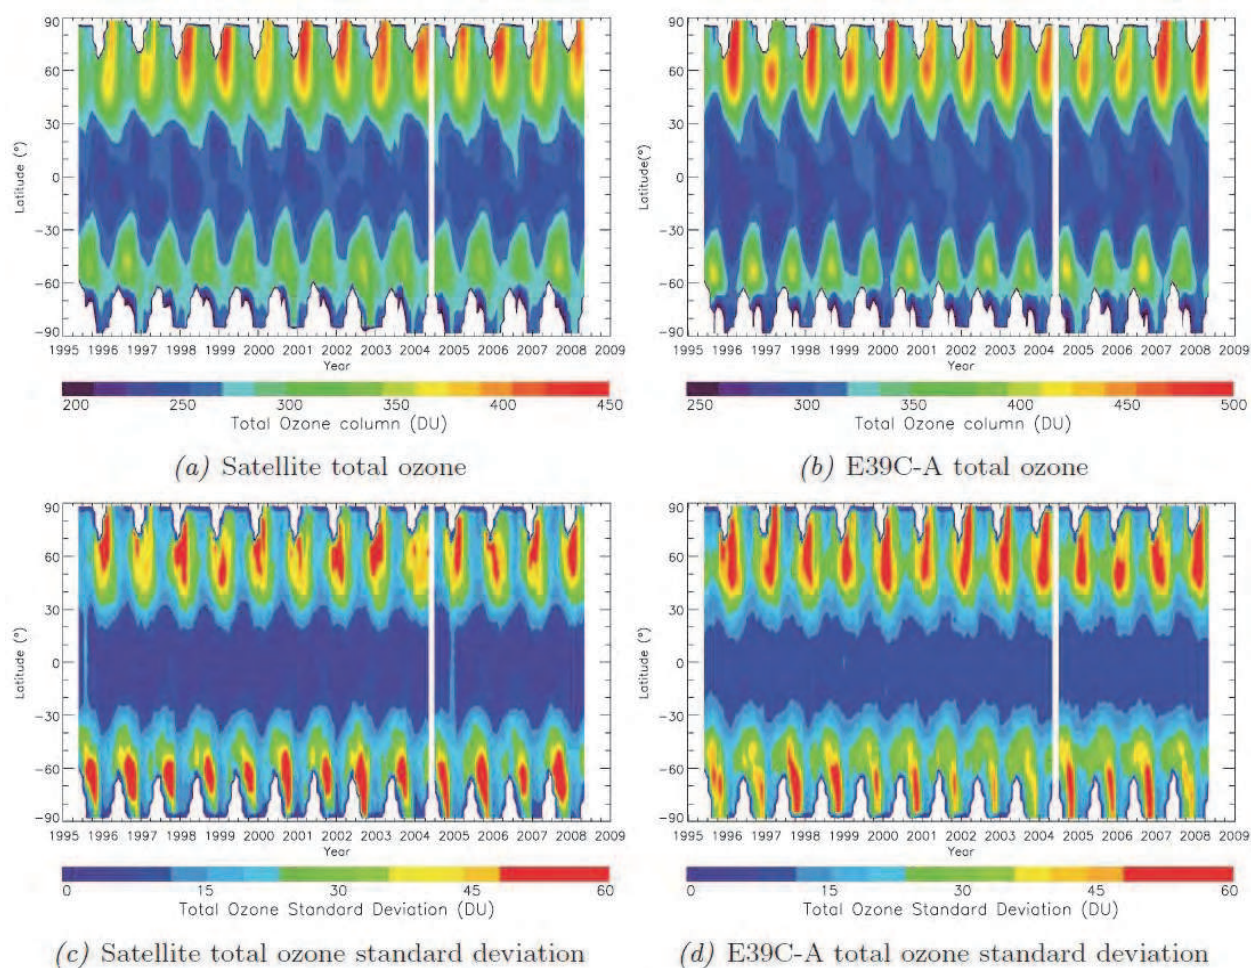 90
60
30
0
-30
-60
-90
Latitude (°)
1995 1996 1997 1998 1999 2000 2001 2002 2003 2004 2005 2006 2007 2008 2009
Year
200 250 300 350 400 450
Total Ozone column (DU)
(a) Satellite total ozone
90
60
30
0
-30
-60
-90
Latitude(°)
1995 1996 1997 1998 1999 2000 2001 2002 2003 2004 2005 2006 2007 2008 2009
Year
250 300 350 400 450 500
Total Ozone column (DU)
(b) E39C-A total ozone
90
60
30
0
-30
-60
-90
Latitude (°)
1995 1996 1997 1998 1999 2000 2001 2002 2003 2004 2005 2006 2007 2008 2009
Year
0 15 30 45 60
Total Ozone Standard Deviation (DU)
(c) Satellite total ozone standard deviation
90
60
30
0
-30
-60
-90
Latitude (°)
1995 1996 1997 1998 1999 2000 2001 2002 2003 2004 2005 2006 2007 2008 2009
Year
0 15 30 45 60
Total Ozone Standard Deviation (DU)
(d) E39C-A total ozone standard deviation